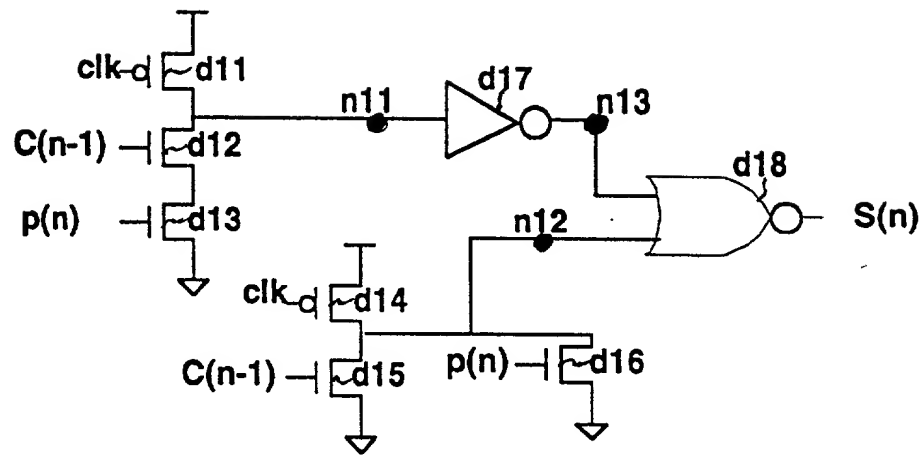 clk d11
d17
n11 n13
C(n-1) d12
d18
p(n) d13
n12 S(n)
clk d14
C(n-1) d15 p(n) d16